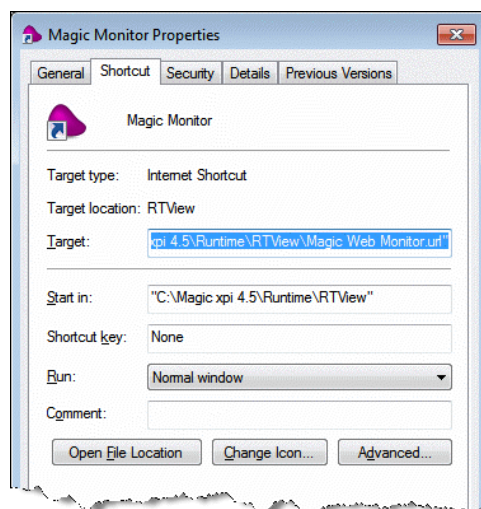 Magic Monitor Properties
General Shortcut Security Details Previous Versions
Magic Monitor
Target type: Internet Shortcut
Target location: RTView
Target: xpi 4.5\Runtime\RTView\Magic Web Monitor.url"
Start in: "C:\Magic xpi 4.5\Runtime\RTView"
Shortcut key: None
Run: Normal window
Comment:
Open File Location Change Icon... Advanced...